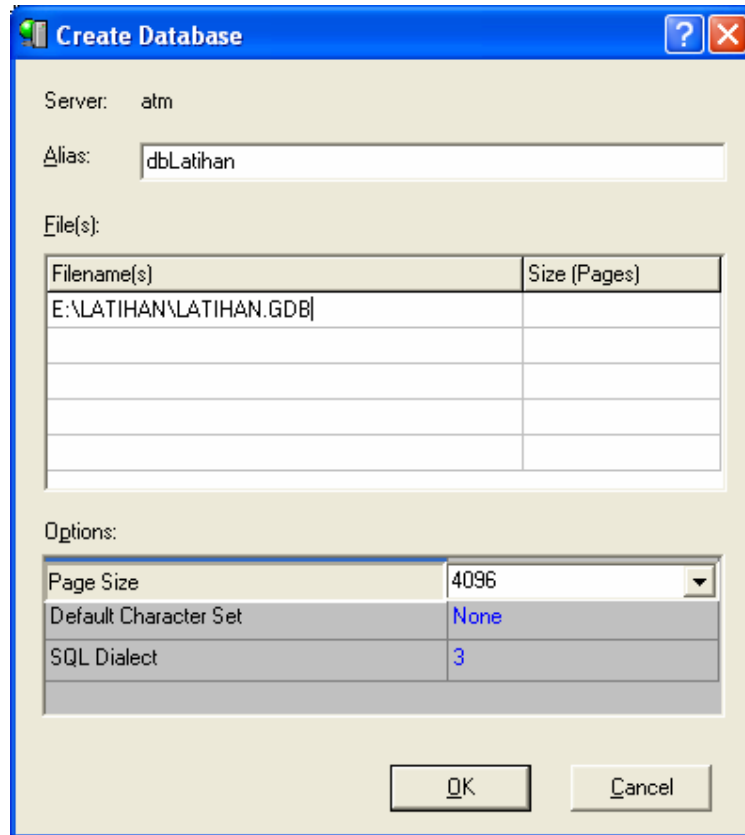 Create Database
Server: atm
Alias: dbLatihan
File(s):
Filename(s) Size (Pages)
E:\LATIHAN\LATIHAN.GDB
Options:
Page Size 4096
Default Character Set None
SQL Dialect 3
OK Cancel